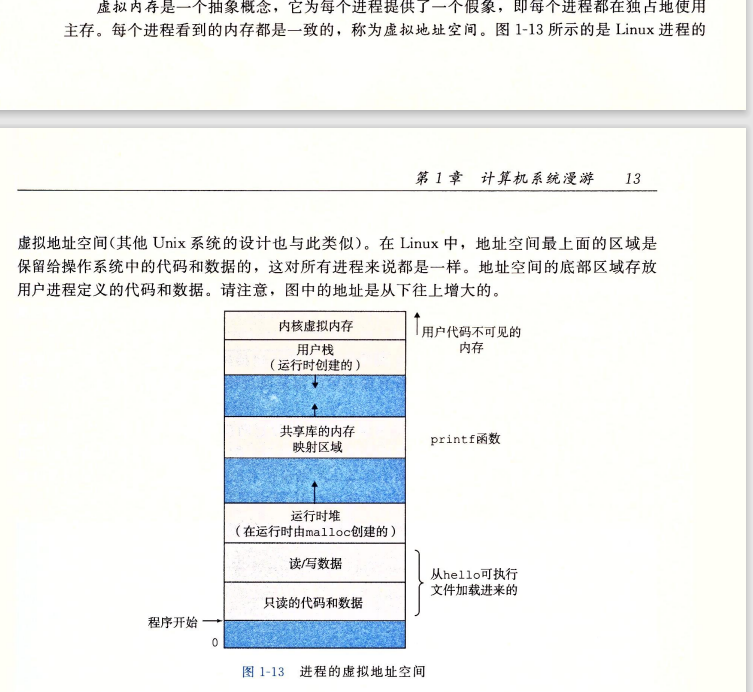 虚拟内存是一个抽象概念，它为每个进程提供了一个假象，即每个进程都在独占地使用
主存。每个进程看到的内存都是一致的，称为虚拟地址空间。图 1-13 所示的是 Linux 进程的
第 1 章 计算机系统漫游 13
虚拟地址空间(其他 Unix 系统的设计也与此类似)。在 Linux 中，地址空间最上面的区域是
保留给操作系统中的代码和数据的，这对所有进程来说都是一样。地址空间的底部区域存放
用户进程定义的代码和数据。请注意，图中的地址是从下往上增大的。
内核虚拟内存
用户代码不可见的
内存
用户栈
（运行时创建的）
共享库的内存
映射区域
printf函数
运行时堆
（在运行时由malloc创建的）
读/写数据
从hello可执行
文件加载进来的
只读的代码和数据
程序开始
0
图 1-13 进程的虚拟地址空间